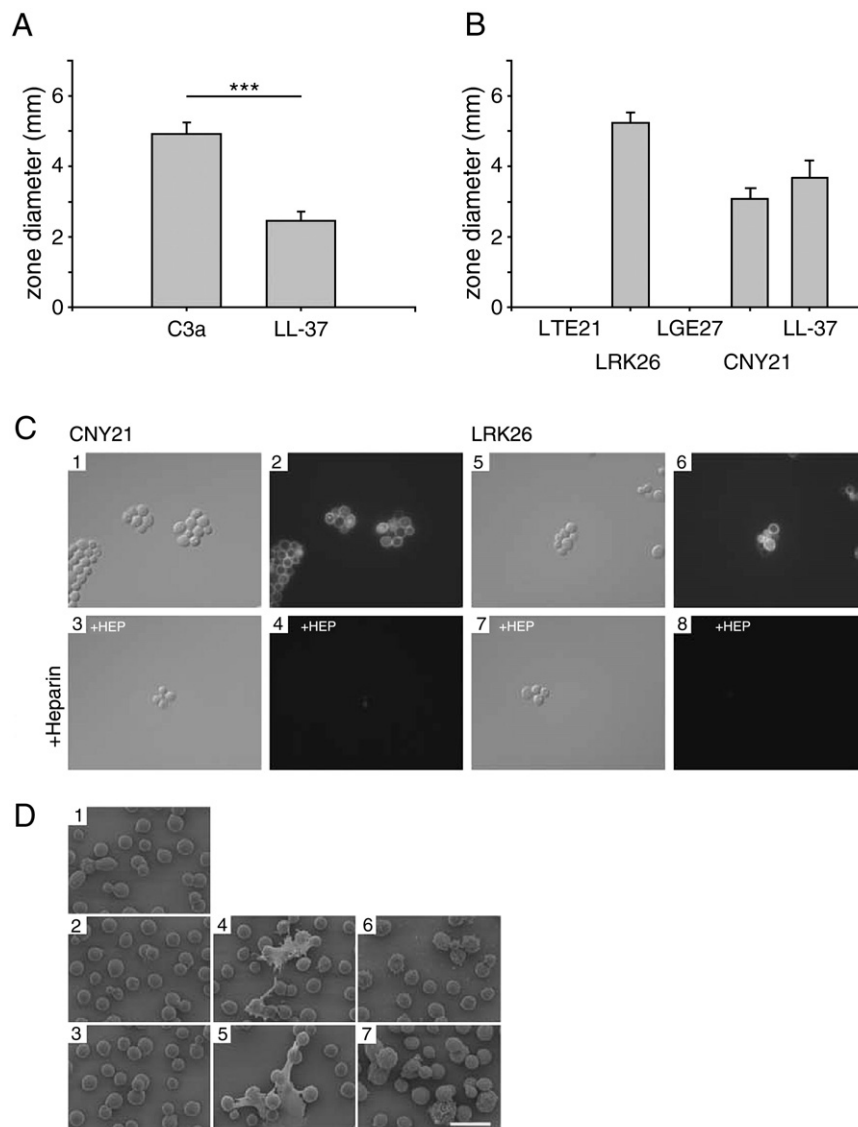 A
zone diameter (mm)
8
6
4
2
0
***
C3a LL-37
B
zone diameter (mm)
8
6
4
2
0
LTE21 LGE27 LL-37
LRK26 CNY21
C
CNY21 LRK26
1 2 5 6
+Heparin
3 +HEP 4 +HEP 7 +HEP 8 +HEP
D
1
2 4 6
3 5 7